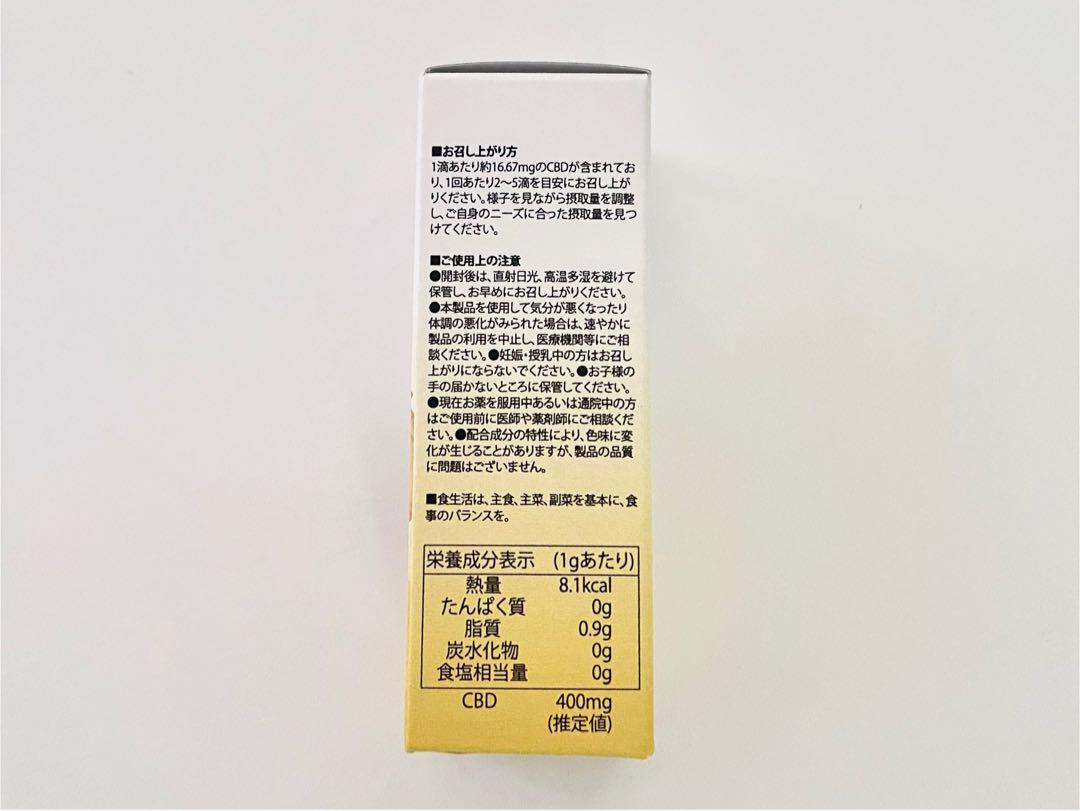 ■お召し上がり方
1滴あたり約16.67mgのCBDが含まれてお
り、1回あたり2〜5滴を目安にお召し上が
りください。様子を見ながら摂取量を調整
し、ご自身のニーズに合った摂取量を見つ
けてください。
■ご使用上の注意
●開封後は、直射日光、高温多湿を避けて
保管し、お早めにお召し上がりください。
●本製品を使用して気分が悪くなったり
体調の悪化がみられた場合は、速やかに
製品の利用を中止し、医療機関等にご相
談ください。●妊娠・授乳中の方はお召し
上がりにならないでください。●お子様の
手の届かないところに保管してください。
●現在お薬を服用中あるいは通院中の方
はご使用前に医師や薬剤師にご相談くだ
さい。●配合成分の特性により、色味に変
化が生じることがありますが、製品の品質
に問題はございません。
■食生活は、主食、主菜、副菜を基本に、食
事のバランスを。
栄養成分表示 (1gあたり)
熱量 8.1kcal
たんぱく質 0g
脂質 0.9g
炭水化物 0g
食塩相当量 0g
CBD 400mg
(推定値)